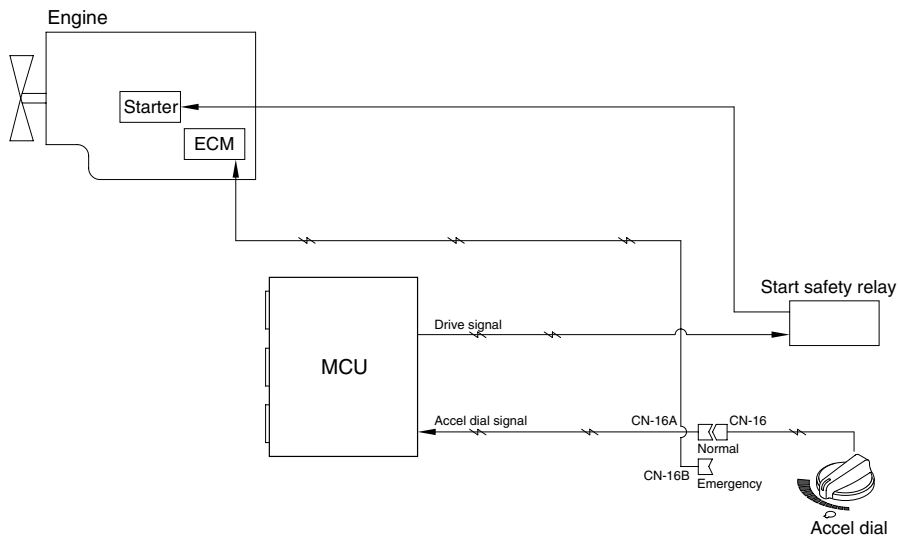 Engine
Starter
ECM
Start safety relay
Drive signal
MCU
Accel dial signal
CN-16A
CN-16
Normal
CN-16B
Emergency
Accel dial